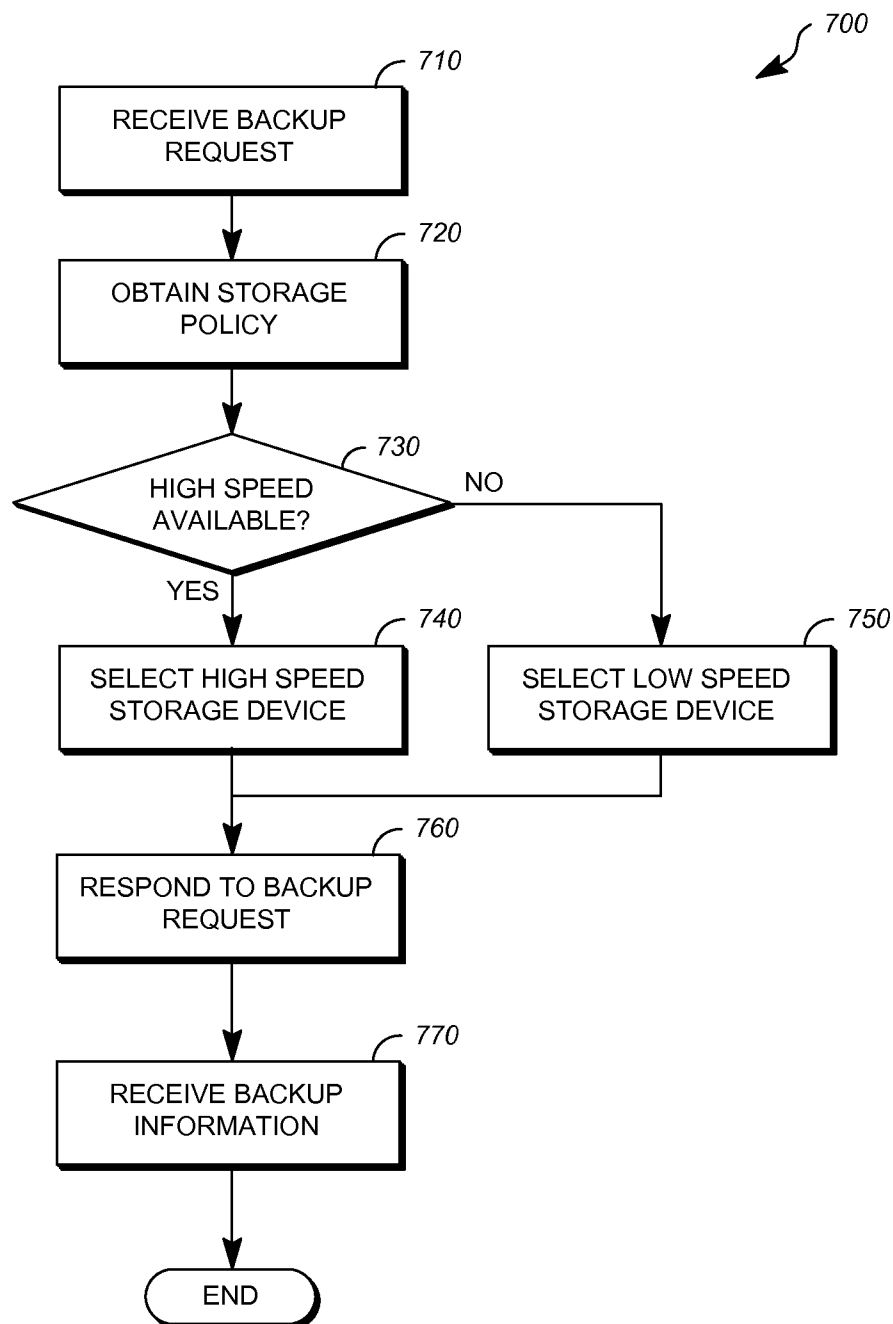 700
710
RECEIVE BACKUP
REQUEST
720
OBTAIN STORAGE
POLICY
730
HIGH SPEED
AVAILABLE?
NO
YES
740
SELECT HIGH SPEED
STORAGE DEVICE
750
SELECT LOW SPEED
STORAGE DEVICE
760
RESPOND TO BACKUP
REQUEST
770
RECEIVE BACKUP
INFORMATION
END